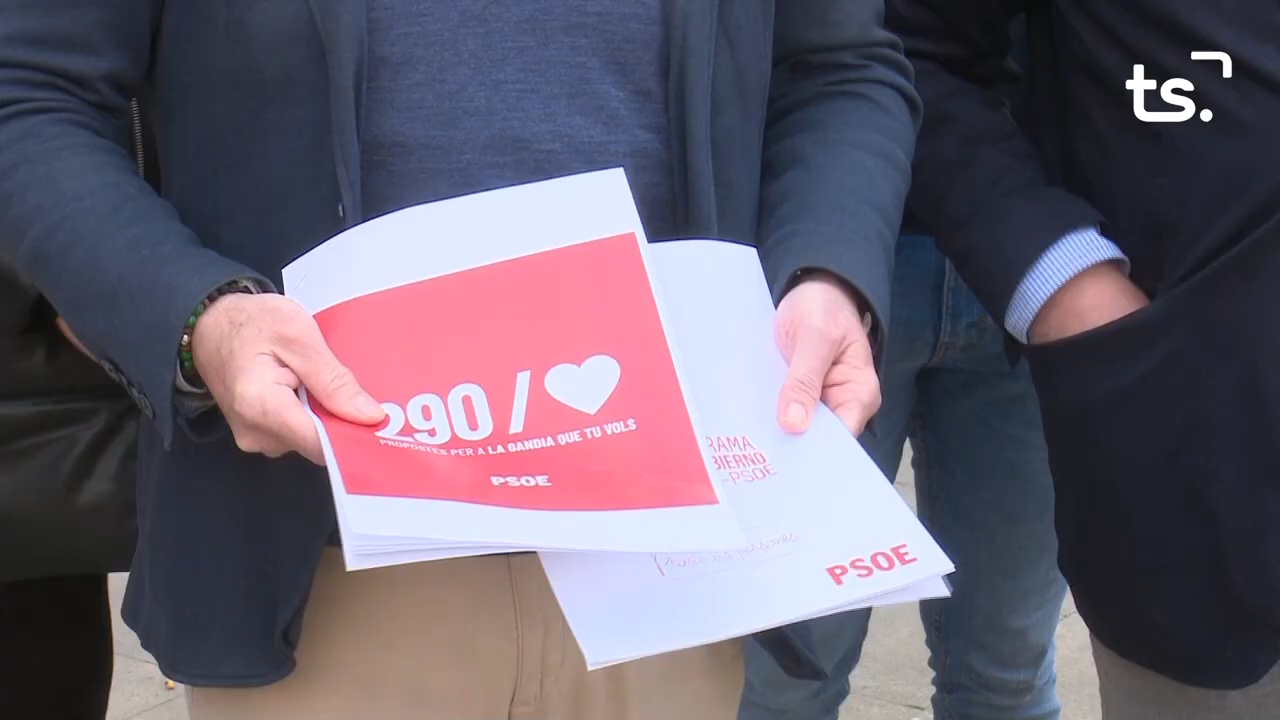 ts.
290 /
PROPOSTES PER A LA GANDIA QUE TU VOLS
PSOE
RAMA
BIERNO
-PSOE
PSOE